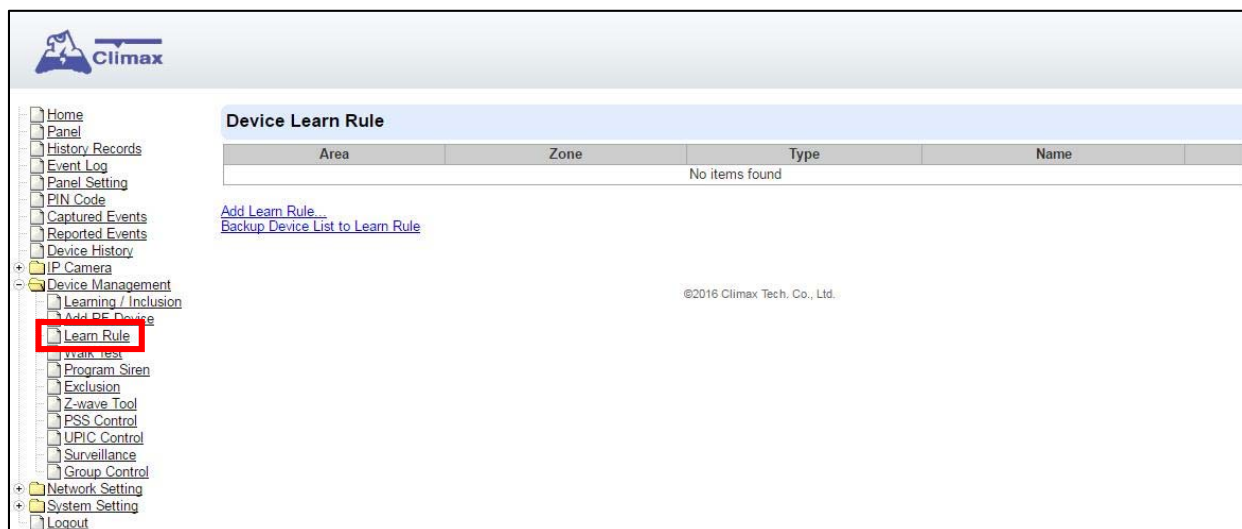 Climax
Home
Panel
History Records
Event Log
Panel Setting
PIN Code
Captured Events
Reported Events
Device History
IP Camera
Device Management
Learning / Inclusion
Add RF Device
Learn Rule
Walk Test
Program Siren
Exclusion
Z-wave Tool
PSS Control
UPIC Control
Surveillance
Group Control
Network Setting
System Setting
Logout
Device Learn Rule
Area Zone Type Name
No items found
Add Learn Rule...
Backup Device List to Learn Rule
©2016 Climax Tech. Co., Ltd.